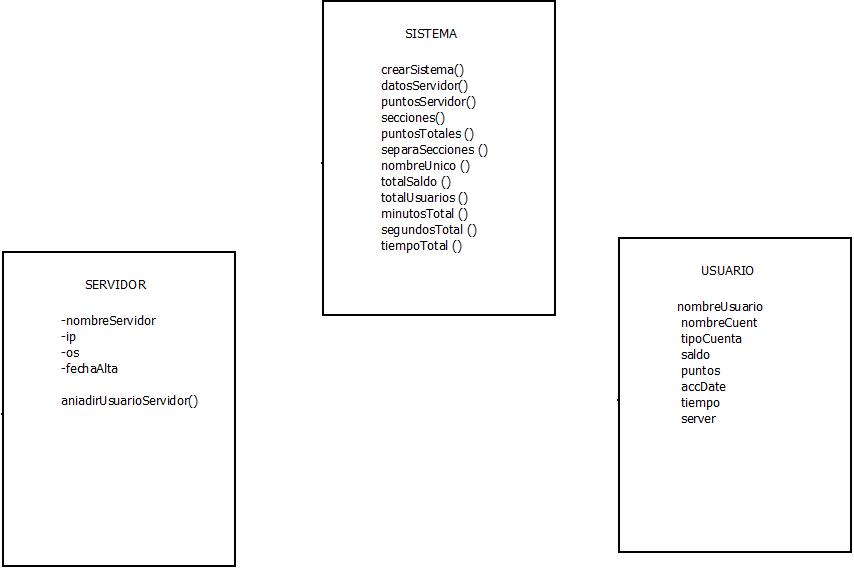 SISTEMA
crearSistema()
datosServidor()
puntosServidor()
secciones()
puntosTotales ()
separaSecciones ()
nombreUnico ()
totalSaldo ()
totalUsuarios ()
minutosTotal ()
segundosTotal ()
tiempoTotal ()
SERVIDOR
-nombreServidor
-ip
-os
-fechaAlta
aniadirUsuarioServidor()
USUARIO
nombreUsuario
nombreCuent
tipoCuenta
saldo
puntos
accDate
tiempo
server